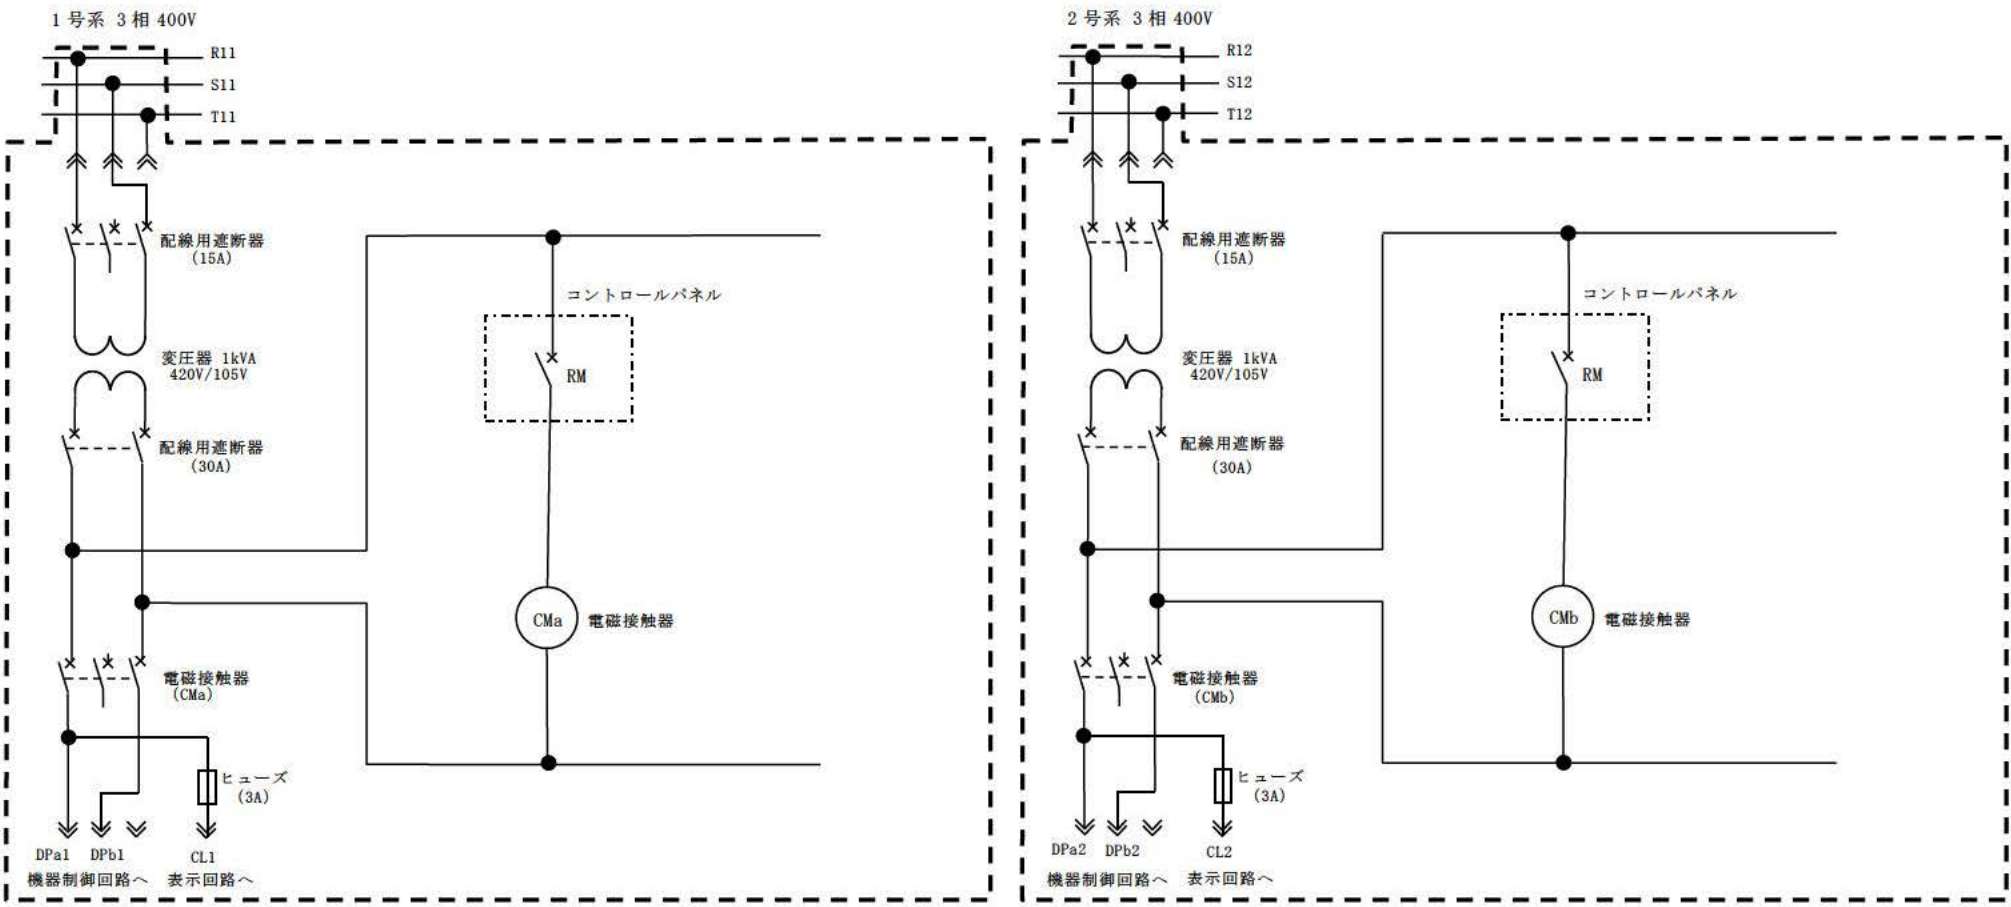 1号系 3相 400V
R11
S11
T11
配線用遮断器
(15A)
コントロールパネル
変圧器 1kVA
420V/105V
RM
配線用遮断器
(30A)
CMa
電磁接触器
電磁接触器
(CMa)
ヒューズ
(3A)
DPa1 DPb1
CL1
機器制御回路へ 表示回路へ
2号系 3相 400V
R12
S12
T12
配線用遮断器
(15A)
コントロールパネル
変圧器 1kVA
420V/105V
RM
配線用遮断器
(30A)
CMb
電磁接触器
電磁接触器
(CMb)
ヒューズ
(3A)
DPa2 DPb2
CL2
機器制御回路へ 表示回路へ